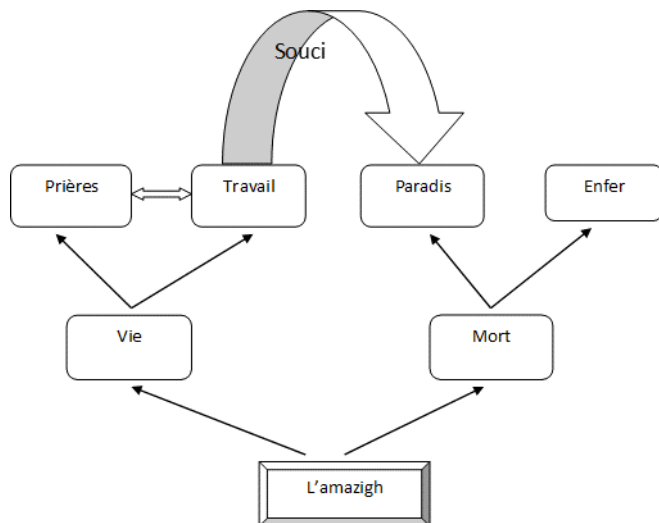 Souci
Prières
Travail
Paradis
Enfer
Vie
Mort
L'amazigh